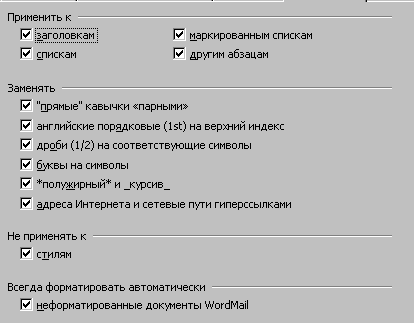 Применить к
заголовкам маркированным спискам
спискам другим абзацам
Заменять
"прямые" кавычки «парными»
английские порядковые (1st) на верхний индекс
дроби (1/2) на соответствующие символы
буквы на символы
*полужирный* и _курсив_
адреса Интернета и сетевые пути гиперссылками
Не применять к
стилям
Всегда форматировать автоматически
неформатированные документы WordMail